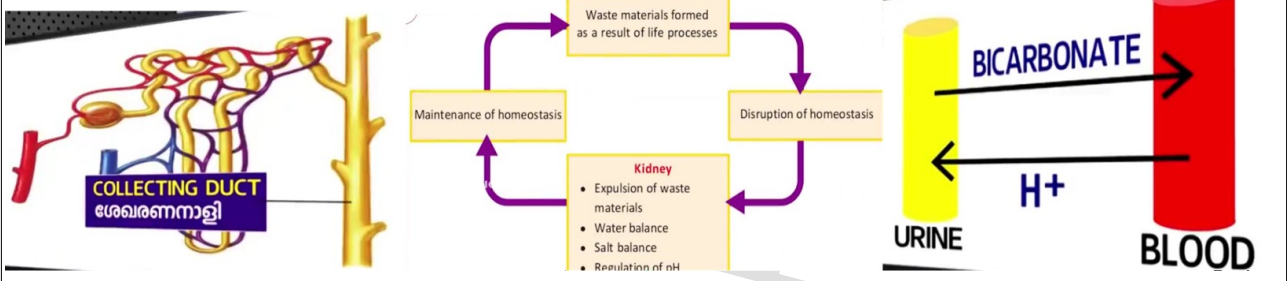 COLLECTING DUCT
ശേഖരണനാളി
Waste materials formed
as a result of life processes
Maintenance of homeostasis
Disruption of homeostasis
Kidney
• Expulsion of waste
materials
• Water balance
• Salt balance
• Regulation of pH
BICARBONATE
H+
URINE
BLOOD